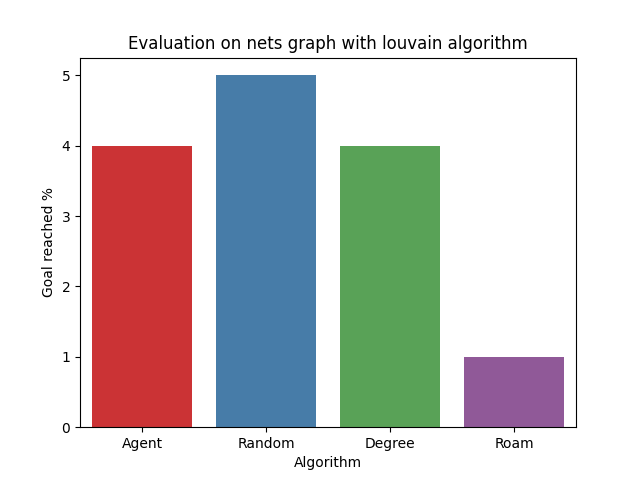 Evaluation on nets graph with louvain algorithm
Goal reached %
5
4
3
2
1
0
Agent Random Degree Roam
Algorithm